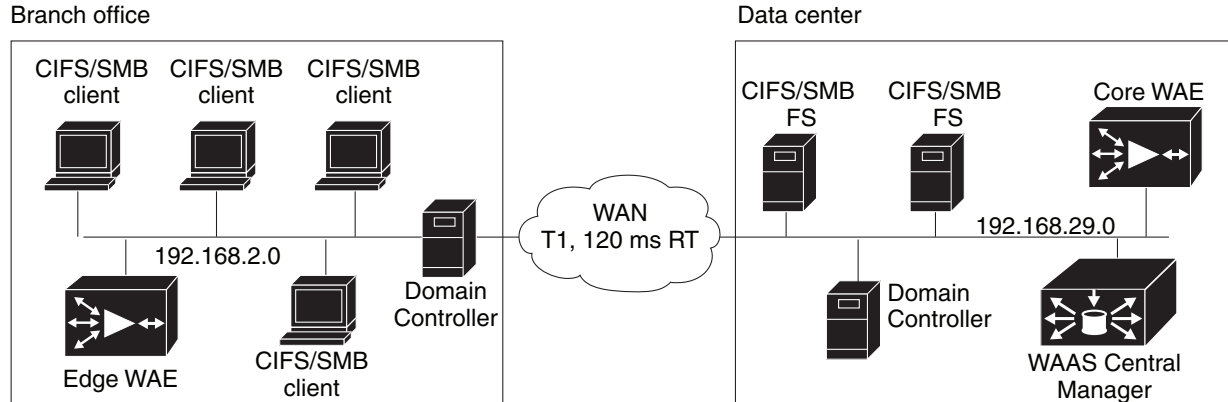 Branch office
CIFS/SMB
client
CIFS/SMB
client
CIFS/SMB
client
192.168.2.0
Edge WAE
CIFS/SMB
client
Domain
Controller
WAN
T1, 120 ms RT
Data center
CIFS/SMB
FS
CIFS/SMB
FS
Core WAE
192.168.29.0
Domain
Controller
WAAS Central
Manager